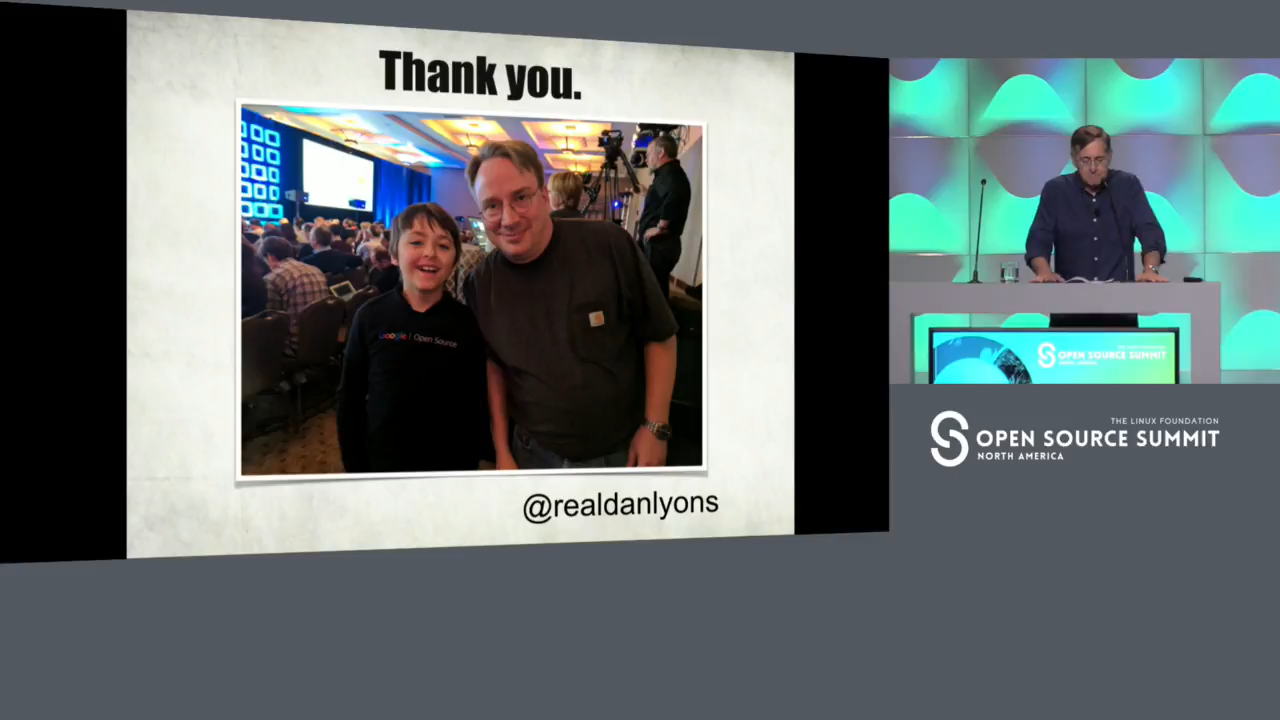 Thank you.
Google | Open Source
@realdanlyons
OPEN SOURCE SUMMIT
THE LINUX FOUNDATION
OPEN SOURCE SUMMIT
NORTH AMERICA